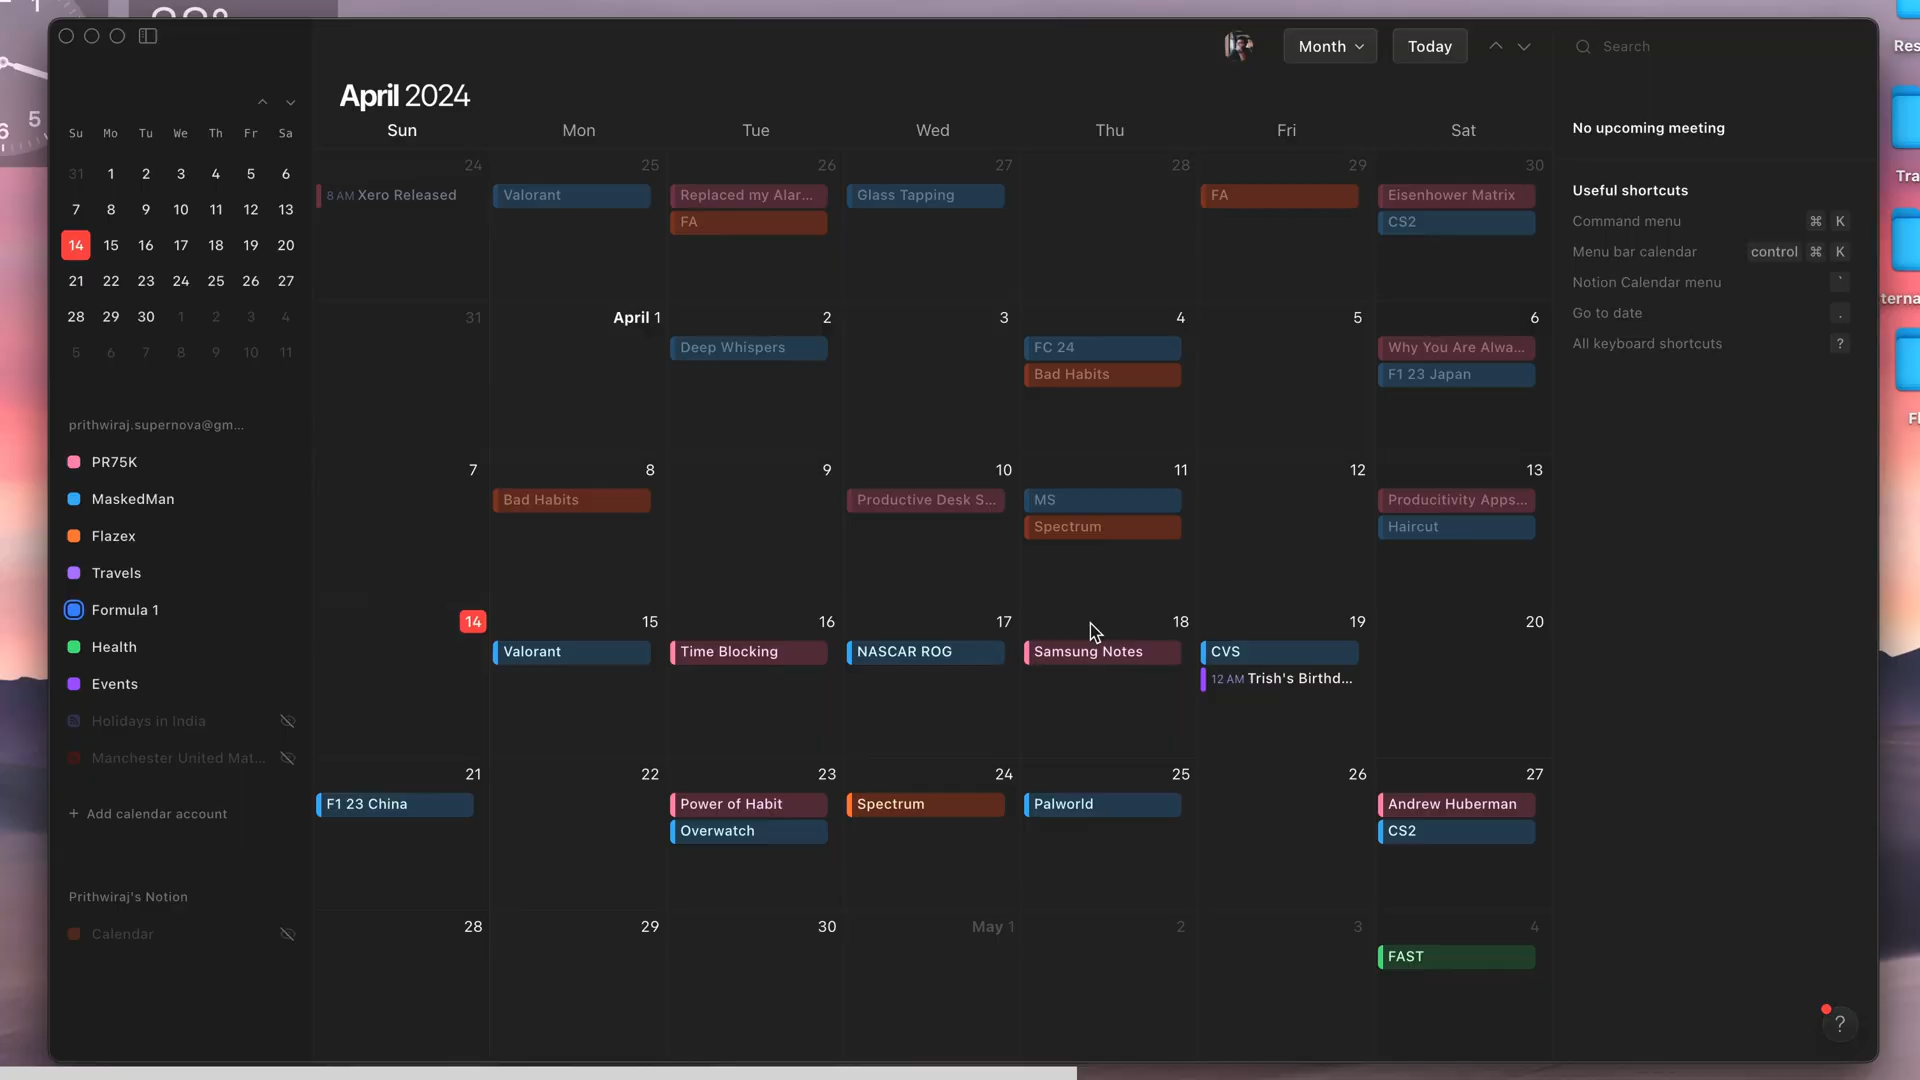 Month
Today
Search
April 2024
Su Mo Tu We Th Fr Sa
31 1 2 3 4 5 6
7 8 9 10 11 12 13
14 15 16 17 18 19 20
21 22 23 24 25 26 27
28 29 30 1 2 3 4
5 6 7 8 9 10 11
prithwiraj.supernova@gm...
PR75K
MaskedMan
Flazex
Travels
Formula 1
Health
Events
Holidays in India
Manchester United Mat...
+ Add calendar account
Prithwiraj's Notion
Calendar
Sun Mon Tue Wed Thu Fri Sat
24 25 26 27 28 29 30
8 AM Xero Released Valorant Replaced my Alar... Glass Tapping FA Eisenhower Matrix
FA CS2
31 April 1 2 3 4 5 6
Deep Whispers FC 24 Why You Are Alwa...
Bad Habits F1 23 Japan
7 8 9 10 11 12 13
Bad Habits Productive Desk S... MS Producitivity Apps...
Spectrum Haircut
14 15 16 17 18 19 20
Valorant Time Blocking NASCAR ROG Samsung Notes CVS
12 AM Trish's Birthd...
21 22 23 24 25 26 27
F1 23 China Power of Habit Spectrum Palworld Andrew Huberman
Overwatch CS2
28 29 30 May 1 2 3 4
FAST
No upcoming meeting
Useful shortcuts
Command menu ⌘ K
Menu bar calendar control ⌘ K
Notion Calendar menu `
Go to date .
All keyboard shortcuts ?
?
5
6
Res
Tra
terna